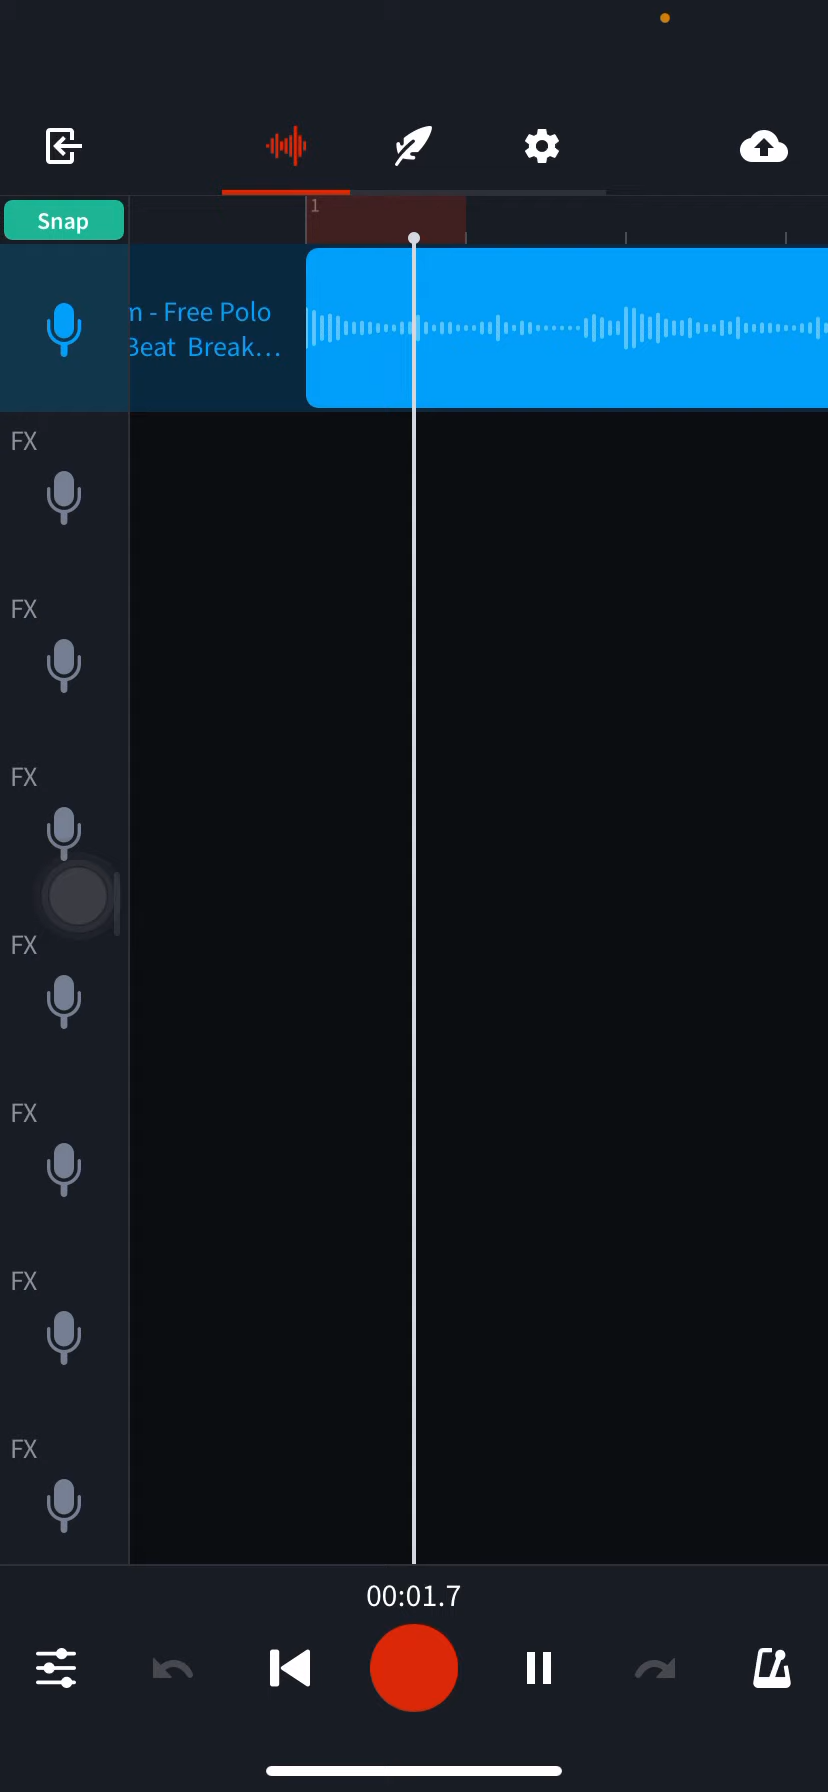 Snap
1
m - Free Polo
Beat Break…
FX
FX
FX
FX
FX
FX
FX
00:01.7